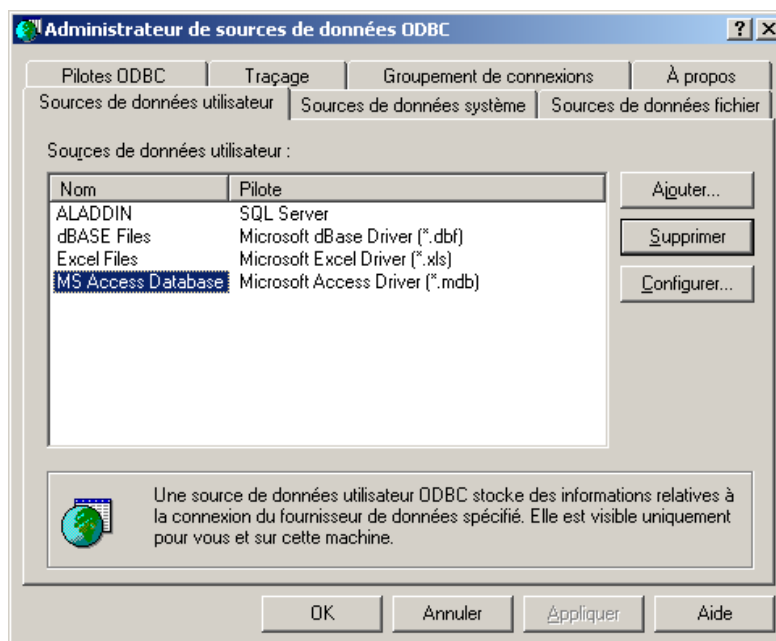 Administrateur de sources de données ODBC
Pilotes ODBC Traçage Groupement de connexions À propos
Sources de données utilisateur Sources de données système Sources de données fichier
Sources de données utilisateur :
Nom Pilote
ALADDIN SQL Server
dBASE Files Microsoft dBase Driver (*.dbf)
Excel Files Microsoft Excel Driver (*.xls)
MS Access Database Microsoft Access Driver (*.mdb)
Ajouter...
Supprimer
Configurer...
Une source de données utilisateur ODBC stocke des informations relatives à
la connexion du fournisseur de données spécifié. Elle est visible uniquement
pour vous et sur cette machine.
OK Annuler Appliquer Aide